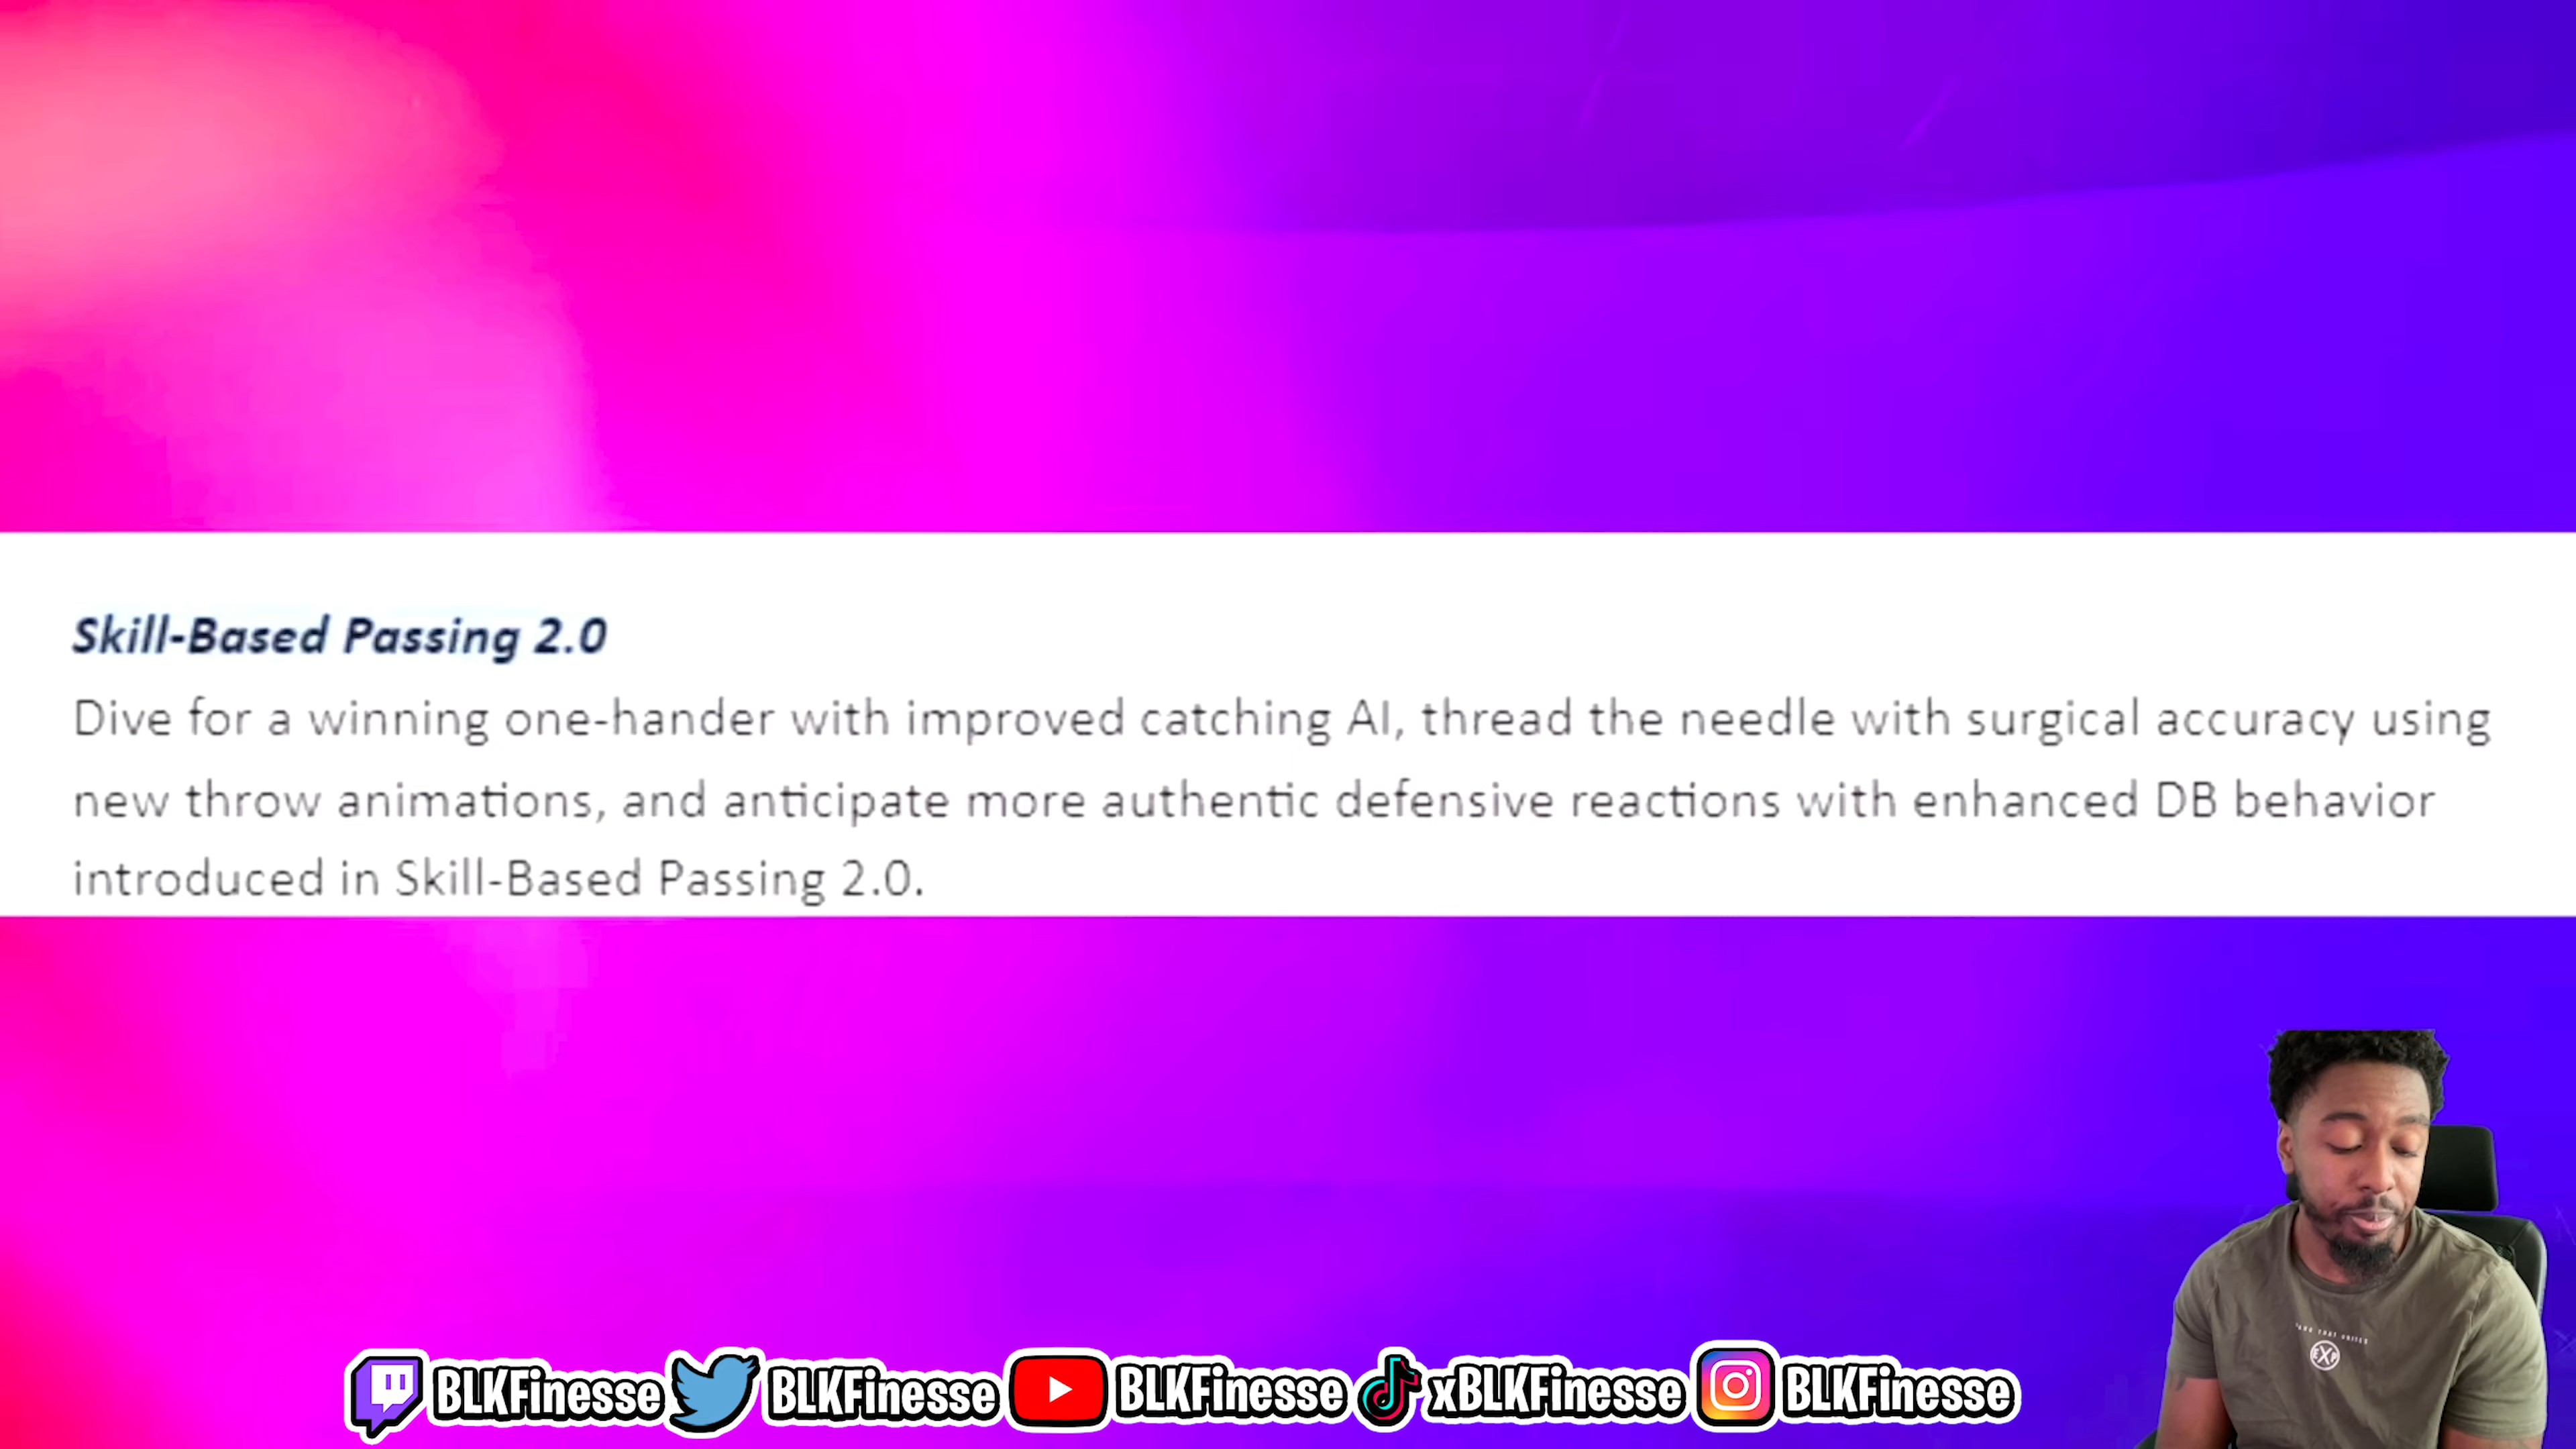 Skill-Based Passing 2.0
Dive for a winning one-hander with improved catching AI, thread the needle with surgical accuracy using
new throw animations, and anticipate more authentic defensive reactions with enhanced DB behavior
introduced in Skill-Based Passing 2.0.
EXP
BLKFinesse BLKFinesse BLKFinesse xBLKFinesse BLKFinesse